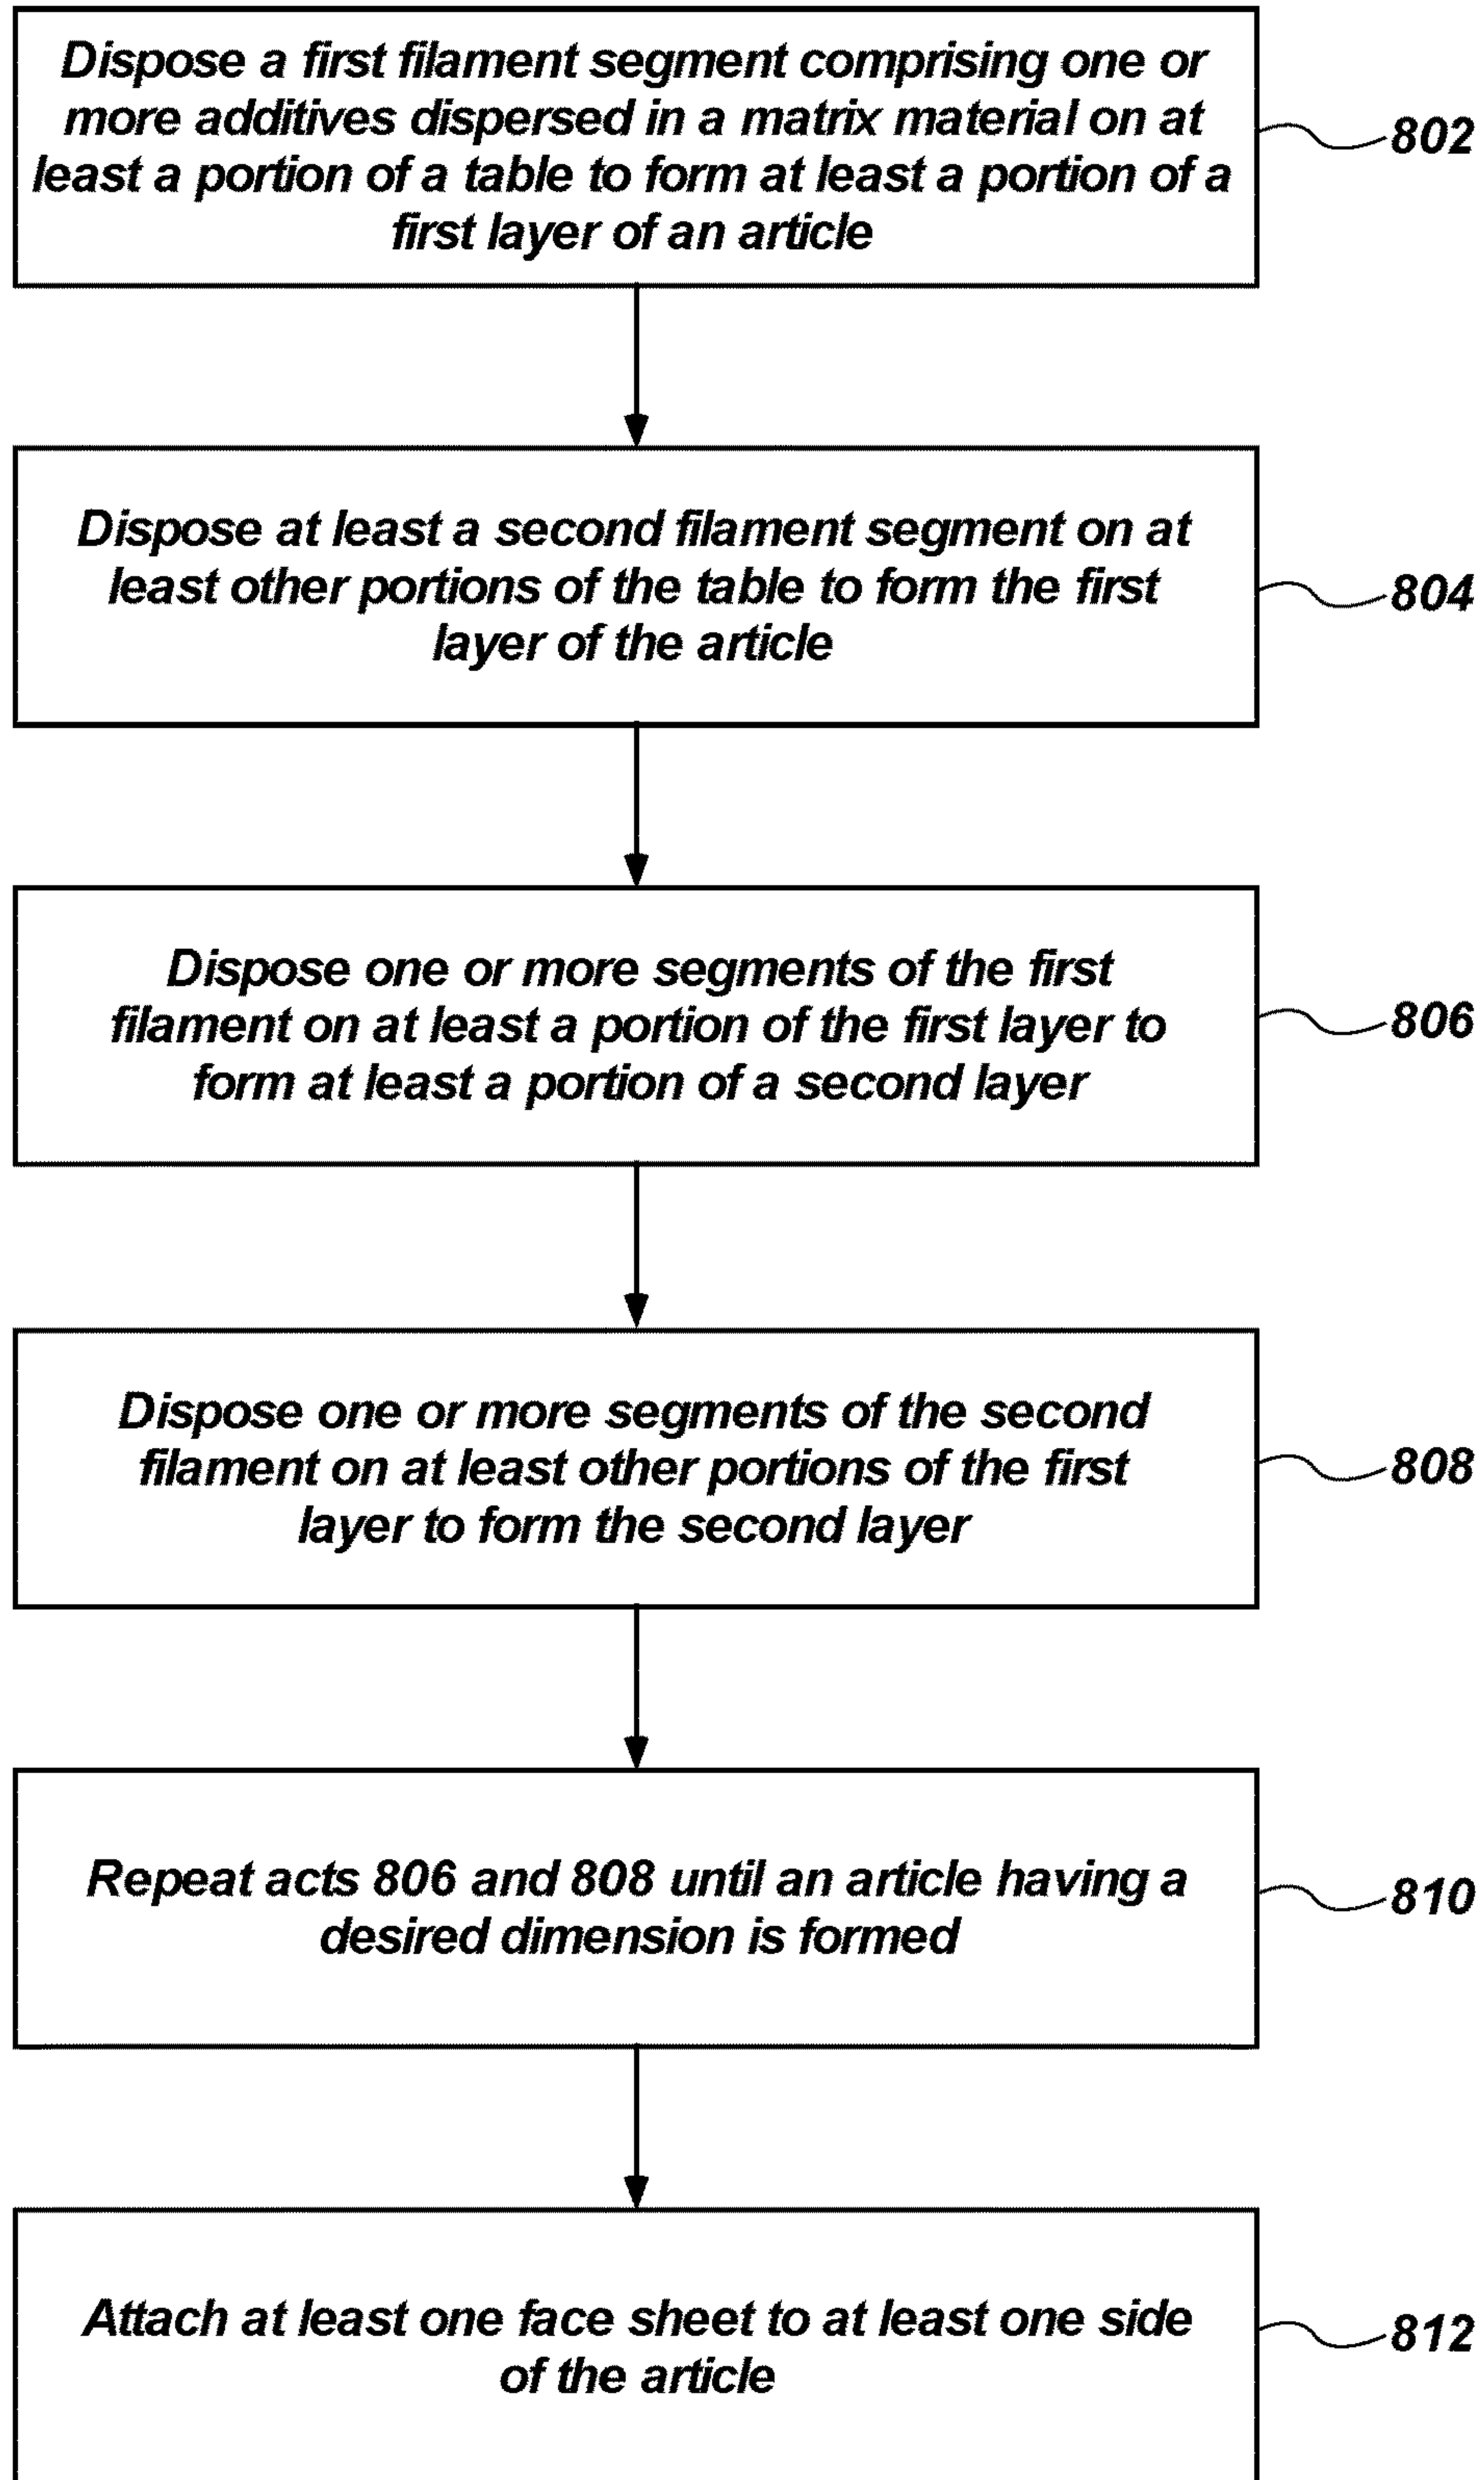 Dispose a first filament segment comprising one or
more additives dispersed in a matrix material on at
least a portion of a table to form at least a portion of a
first layer of an article
802
Dispose at least a second filament segment on at
least other portions of the table to form the first
layer of the article
804
Dispose one or more segments of the first
filament on at least a portion of the first layer to
form at least a portion of a second layer
806
Dispose one or more segments of the second
filament on at least other portions of the first
layer to form the second layer
808
Repeat acts 806 and 808 until an article having a
desired dimension is formed
810
Attach at least one face sheet to at least one side
of the article
812